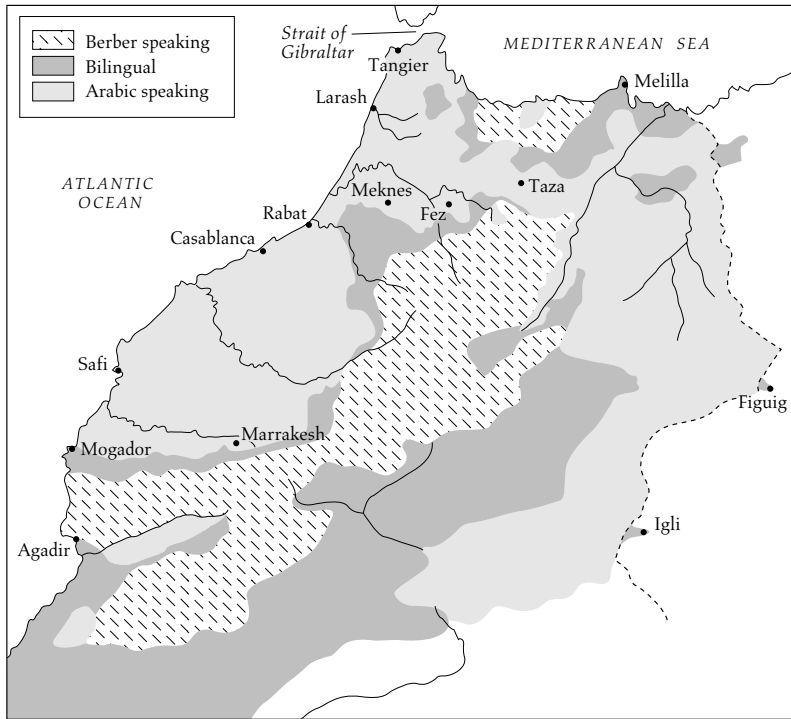 Berber speaking
Bilingual
Arabic speaking
Strait of
Gibraltar
MEDITERRANEAN SEA
Tangier
Melilla
Larash
ATLANTIC
OCEAN
Meknes
Taza
Fez
Rabat
Casablanca
Safi
Figuig
Marrakesh
Mogador
Igli
Agadir